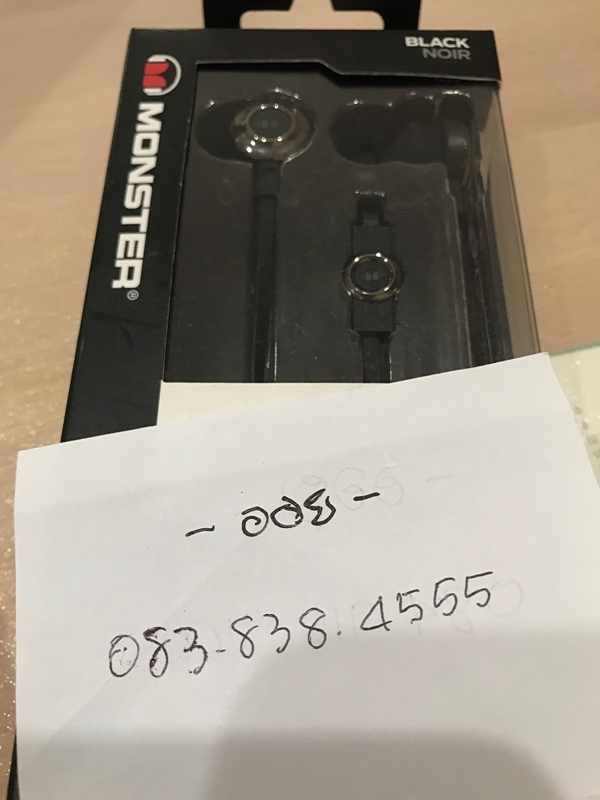 BLACK
NOIR
MONSTER®
- ออย -
083-838.4555